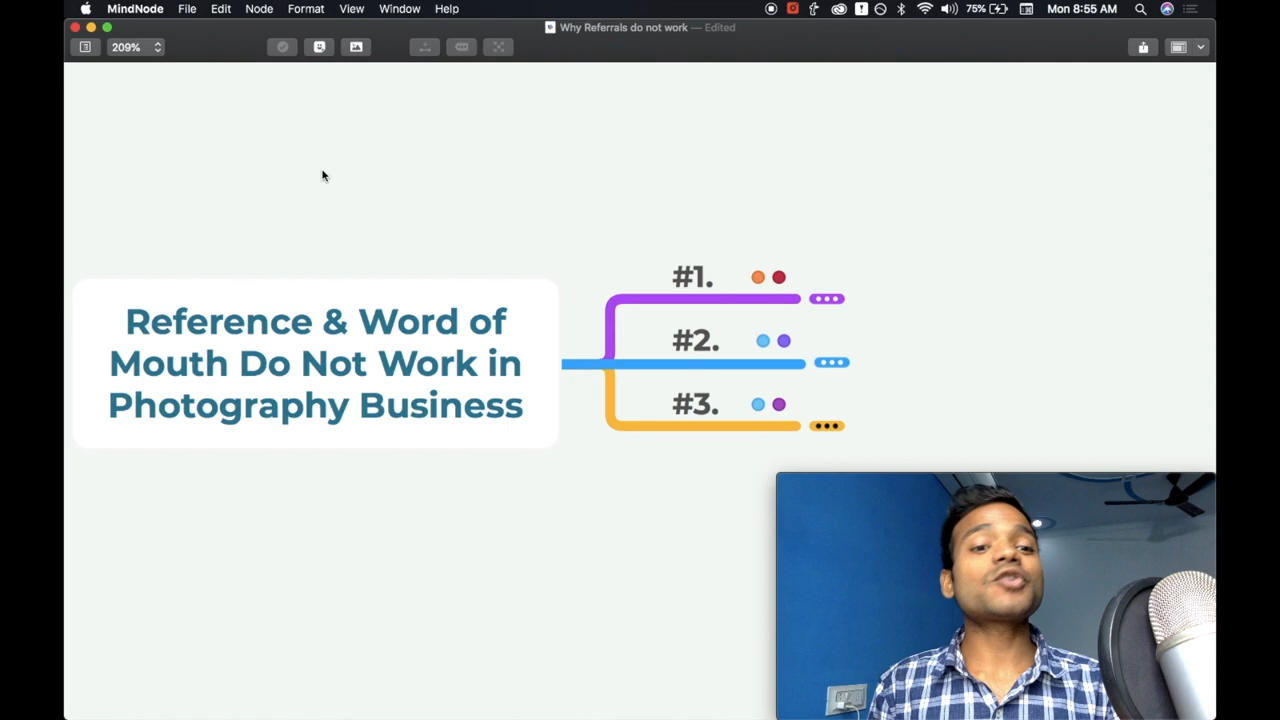 MindNode File Edit Node Format View Window Help 75% Mon 8:55 AM
Why Referrals do not work — Edited
209%
Reference & Word of
Mouth Do Not Work in
Photography Business
#1.
#2.
#3.